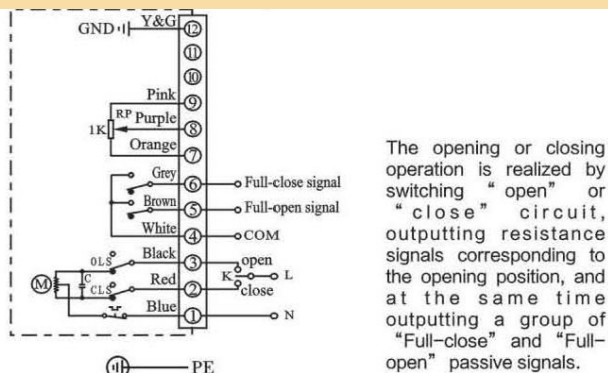 GND Y&G 12
11
10
Pink 9
1K RP Purple 8
Orange 7
Grey 6 Full-close signal
Brown 5 Full-open signal
White 4 COM
OLS Black 3 open
K L
M C CLS Red 2 close
Blue 1 N
PE
The opening or closing
operation is realized by
switching “ open” or
“ close” circuit,
outputting resistance
signals corresponding to
the opening position, and
at the same time
outputting a group of
“Full-close” and “Full-
open” passive signals.